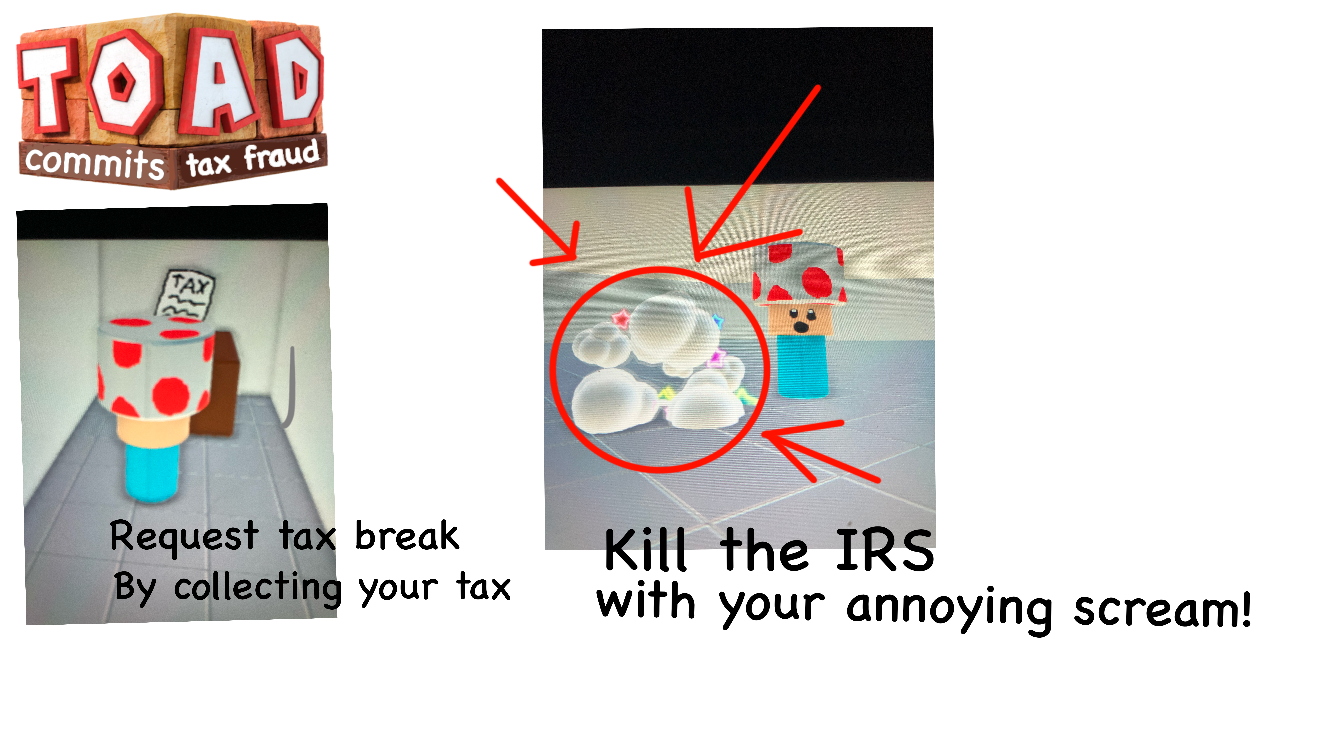 TOAD
commits tax fraud
TAX
Request tax break
By collecting your tax
Kill the IRS
with your annoying scream!